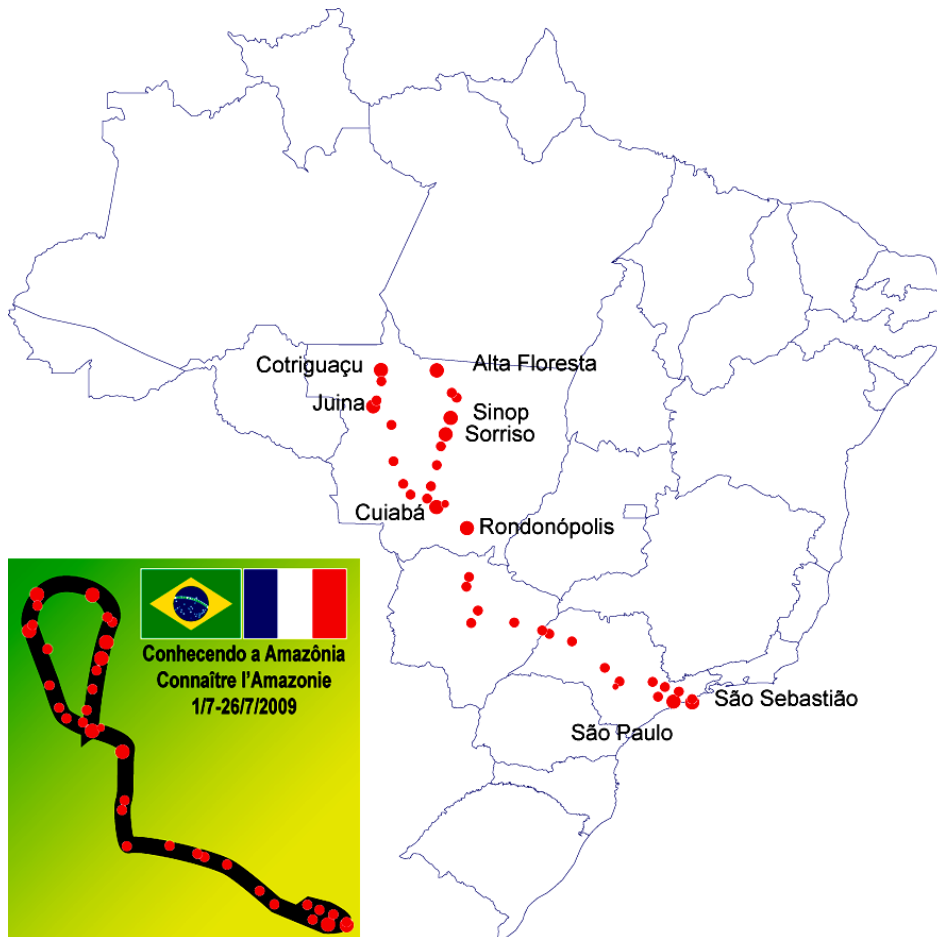 Cotriguaçu
Alta Floresta
Juina
Sinop
Sorriso
Cuiabá
Rondonópolis
São Sebastião
São Paulo
Conhecendo a Amazônia
Connaître l'Amazonie
1/7-26/7/2009